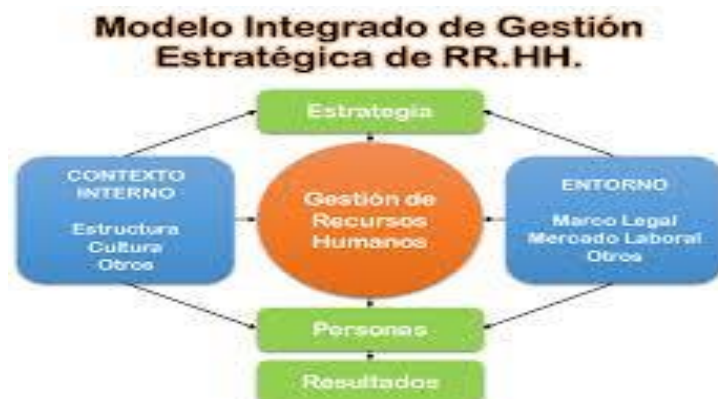 Modelo Integrado de Gestión
Estratégica de RR.HH.
Estrategia
CONTEXTO
INTERNO
Estructura
Cultura
Otros
Gestión de
Recursos
Humanos
ENTORNO
Marco Legal
Mercado Laboral
Otros
Personas
Resultados